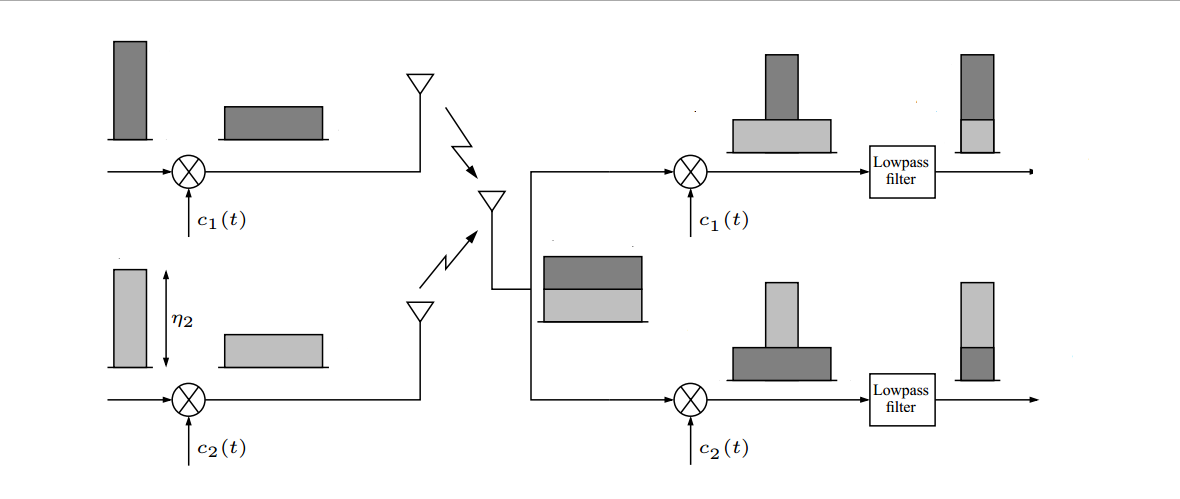 Lowpass
filter
c₁(t)
c₁(t)
η₂
Lowpass
filter
c₂(t)
c₂(t)